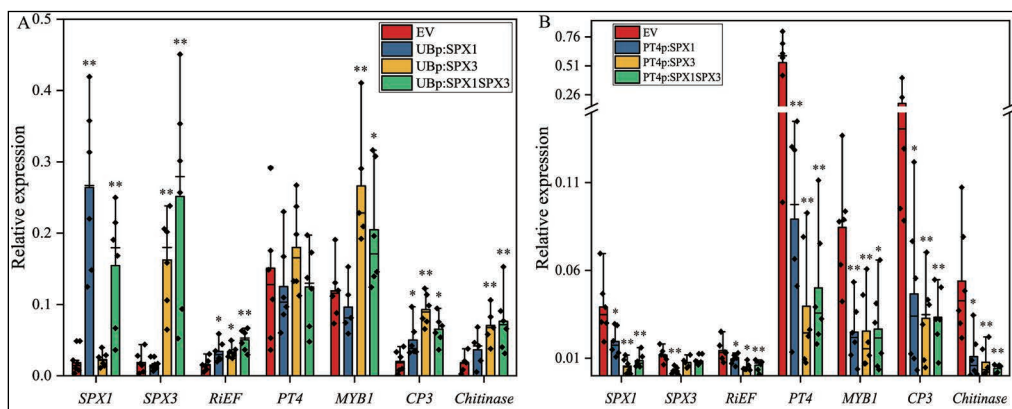 A
EV
UBp:SPX1
UBp:SPX3
UBp:SPX1SPX3
Relative expression
0.5
0.4
0.3
0.2
0.1
0.0
** ** ** ** * * ** ** * * ** * ** **
SPX1 SPX3 RiEF PT4 MYB1 CP3 Chitinase
B
EV
PT4p:SPX1
PT4p:SPX3
PT4p:SPX1SPX3
Relative expression
0.76
0.51
0.26
0.11
0.06
0.01
* ** ** ** * ** ** ** ** ** ** ** * * ** ** * ** **
SPX1 SPX3 RiEF PT4 MYB1 CP3 Chitinase